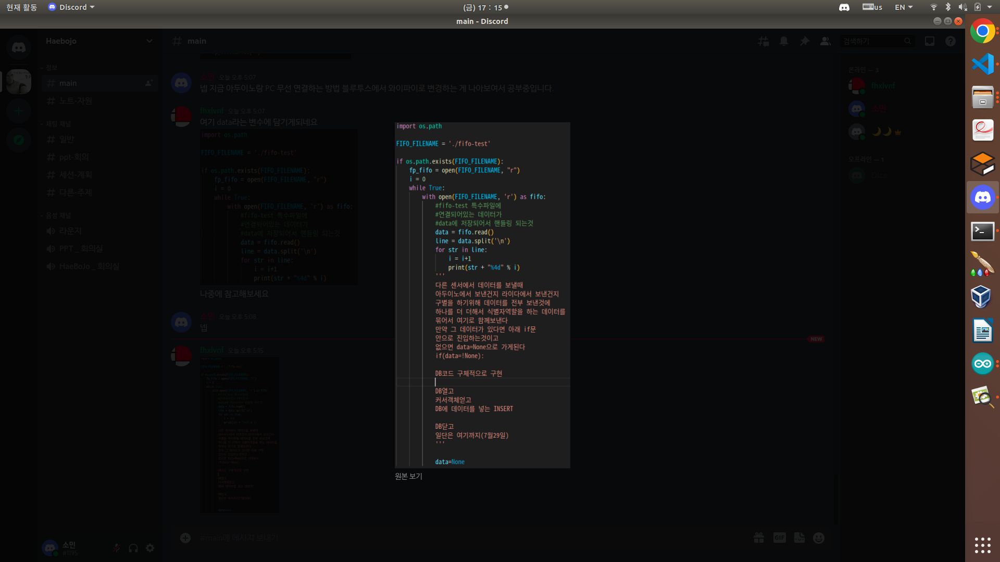 현재 활동
Discord
(금) 17 : 15
us
EN
main - Discord
Haebojo
main
검색하기
정보
main
노트-자원
채팅 채널
일반
ppt-회의
세션-계획
다른-주제
음성 채널
라운지
PPT _ 회의실
HaeBoJo _ 회의실
소민 오늘 오후 5:07
넵 지금 아두이노랑 PC 무선 연결하는 방법 블루투스에서 와이파이로 변경하는 게 나아보여서 공부중입니다.
fhxlvnf 오늘 오후 5:07
여기 data라는 변수에 담기게되네요
import os.path
FIFO_FILENAME = './fifo-test'
if os.path.exists(FIFO_FILENAME):
fp_fifo = open(FIFO_FILENAME, "r")
i = 0
while True:
with open(FIFO_FILENAME, 'r') as fifo:
#fifo-test 특수파일에
#연결되어있는 데이터가
#data에 저장되어서 핸들링 되는것
data = fifo.read()
line = data.split('\n')
for str in line:
i = i+1
print(str + "%4d" % i)
나중에 참고해보세요
소민 오늘 오후 5:08
넵
NEW
fhxlvnf 오늘 오후 5:15
import os.path
FIFO_FILENAME = './fifo-test'
if os.path.exists(FIFO_FILENAME):
fp_fifo = open(FIFO_FILENAME, "r")
i = 0
while True:
with open(FIFO_FILENAME, 'r') as fifo:
#fifo-test 특수파일에
#연결되어있는 데이터가
#data에 저장되어서 핸들링 되는것
data = fifo.read()
line = data.split('\n')
for str in line:
i = i+1
print(str + "%4d" % i)
'''
다른 센서에서 데이터를 보낼때
아두이노에서 보낸건지 라이다에서 보낸건지
구별을 하기위해 데이터를 전부 보낸것에
하나를 더 더해서 식별자역할을 하는 데이터를
묶어서 여기로 함께보낸다
만약 그 데이터가 있다면 아래 if문
안으로 진입하는것이고
없으면 data=None으로 가게된다
if(data=!None):
DB코드 구체적으로 구현
DB열고
커서객체얻고
DB에 데이터를 넣는 INSERT
DB닫고
일단은 여기까지(7월29일)
'''
data=None
원본 보기
온라인 — 3
fhxlvnf
소민
오프라인 — 1
#main에 메시지 보내기
GIF
소민
#1195